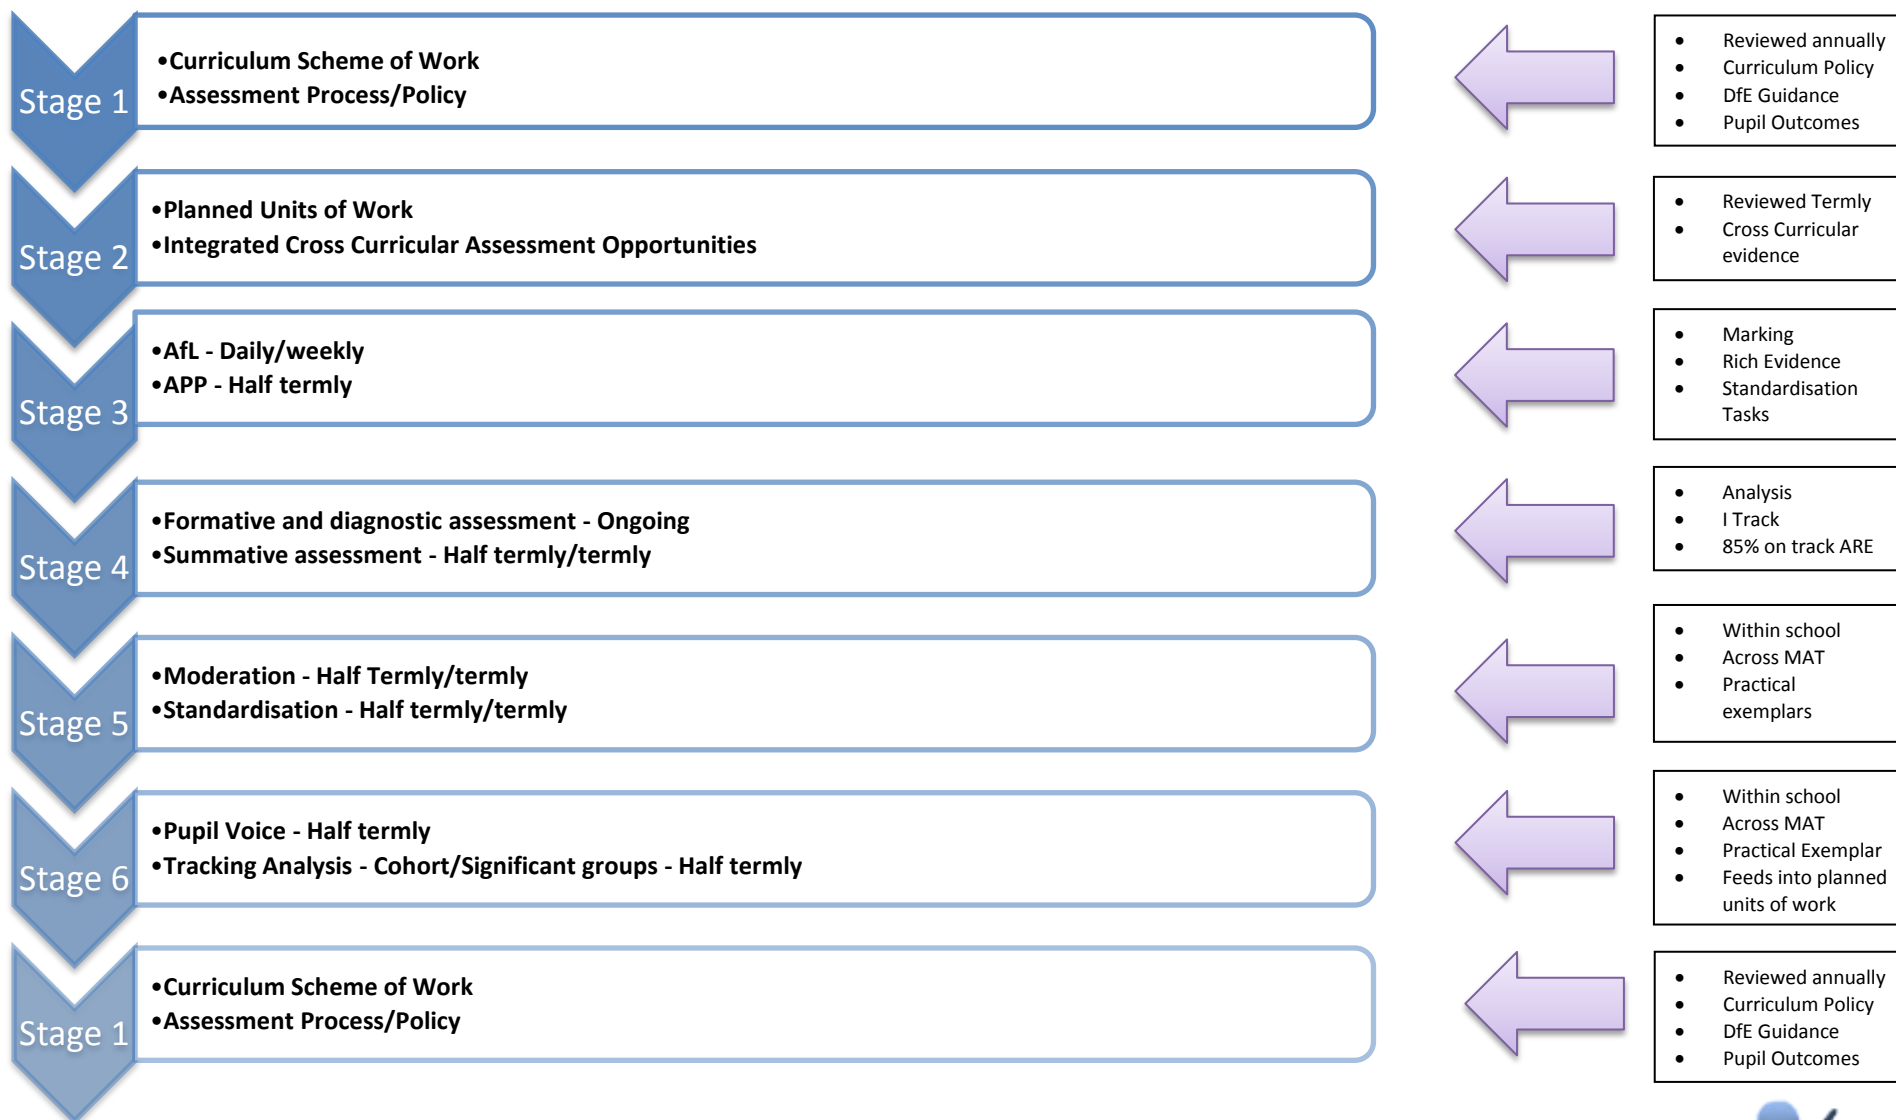 Stage 1
•Curriculum Scheme of Work
•Assessment Process/Policy
• Reviewed annually
• Curriculum Policy
• DfE Guidance
• Pupil Outcomes
Stage 2
•Planned Units of Work
•Integrated Cross Curricular Assessment Opportunities
• Reviewed Termly
• Cross Curricular
evidence
Stage 3
•AfL - Daily/weekly
•APP - Half termly
• Marking
• Rich Evidence
• Standardisation
Tasks
Stage 4
•Formative and diagnostic assessment - Ongoing
•Summative assessment - Half termly/termly
• Analysis
• I Track
• 85% on track ARE
Stage 5
•Moderation - Half Termly/termly
•Standardisation - Half termly/termly
• Within school
• Across MAT
• Practical
exemplars
Stage 6
•Pupil Voice - Half termly
•Tracking Analysis - Cohort/Significant groups - Half termly
• Within school
• Across MAT
• Practical Exemplar
• Feeds into planned
units of work
Stage 1
•Curriculum Scheme of Work
•Assessment Process/Policy
• Reviewed annually
• Curriculum Policy
• DfE Guidance
• Pupil Outcomes